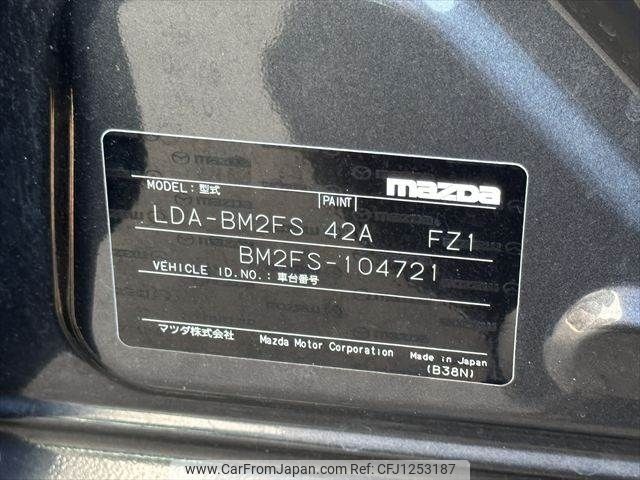 mazda
MODEL: 型式 PAINT
LDA-BM2FS 42A FZ1
BM2FS-104721
VEHICLE ID.NO.: 車台番号
マツダ株式会社 Mazda Motor Corporation Made in Japan
(B38N)
www.CarFromJapan.com - CFJ1253187